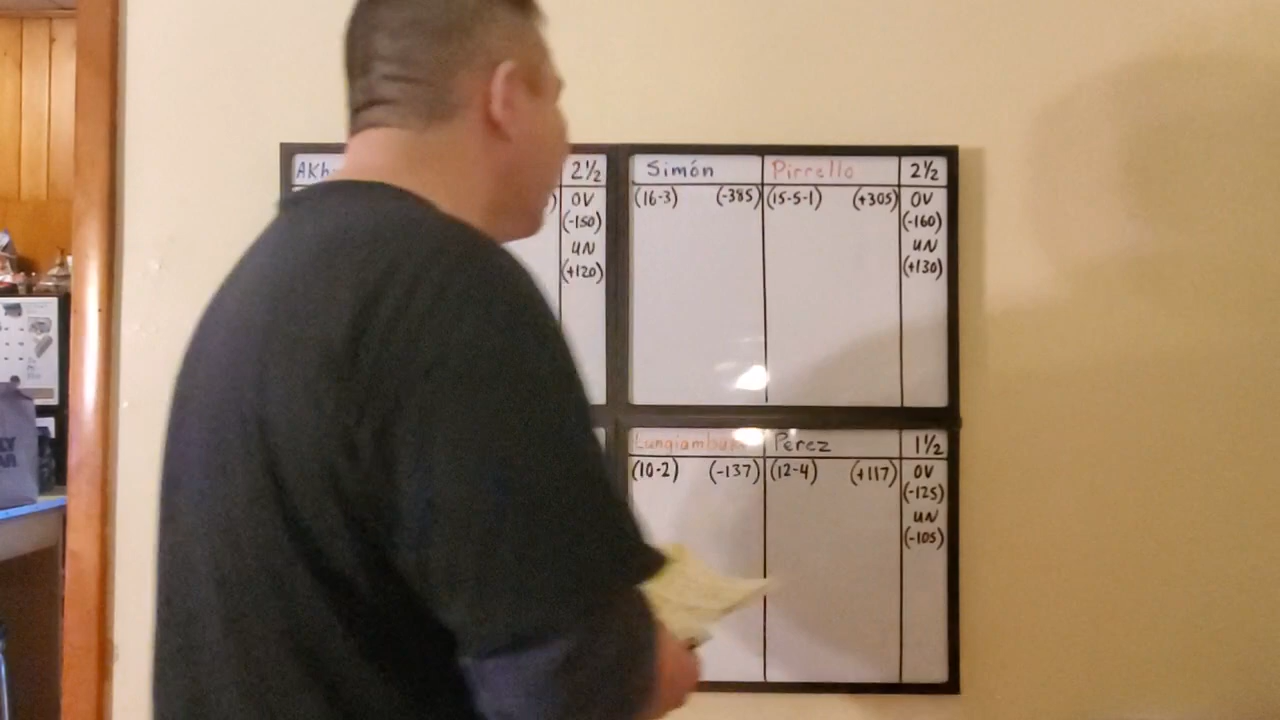 2½
OV
(-150)
UN
(+120)
Simón Pirrello 2½
(16-3) (-385) (15-5-1) (+305) OV
(-160)
UN
(+130)
Perez 1½
(10-2) (-137) (12-4) (+117) OV
(-125)
UN
(-105)